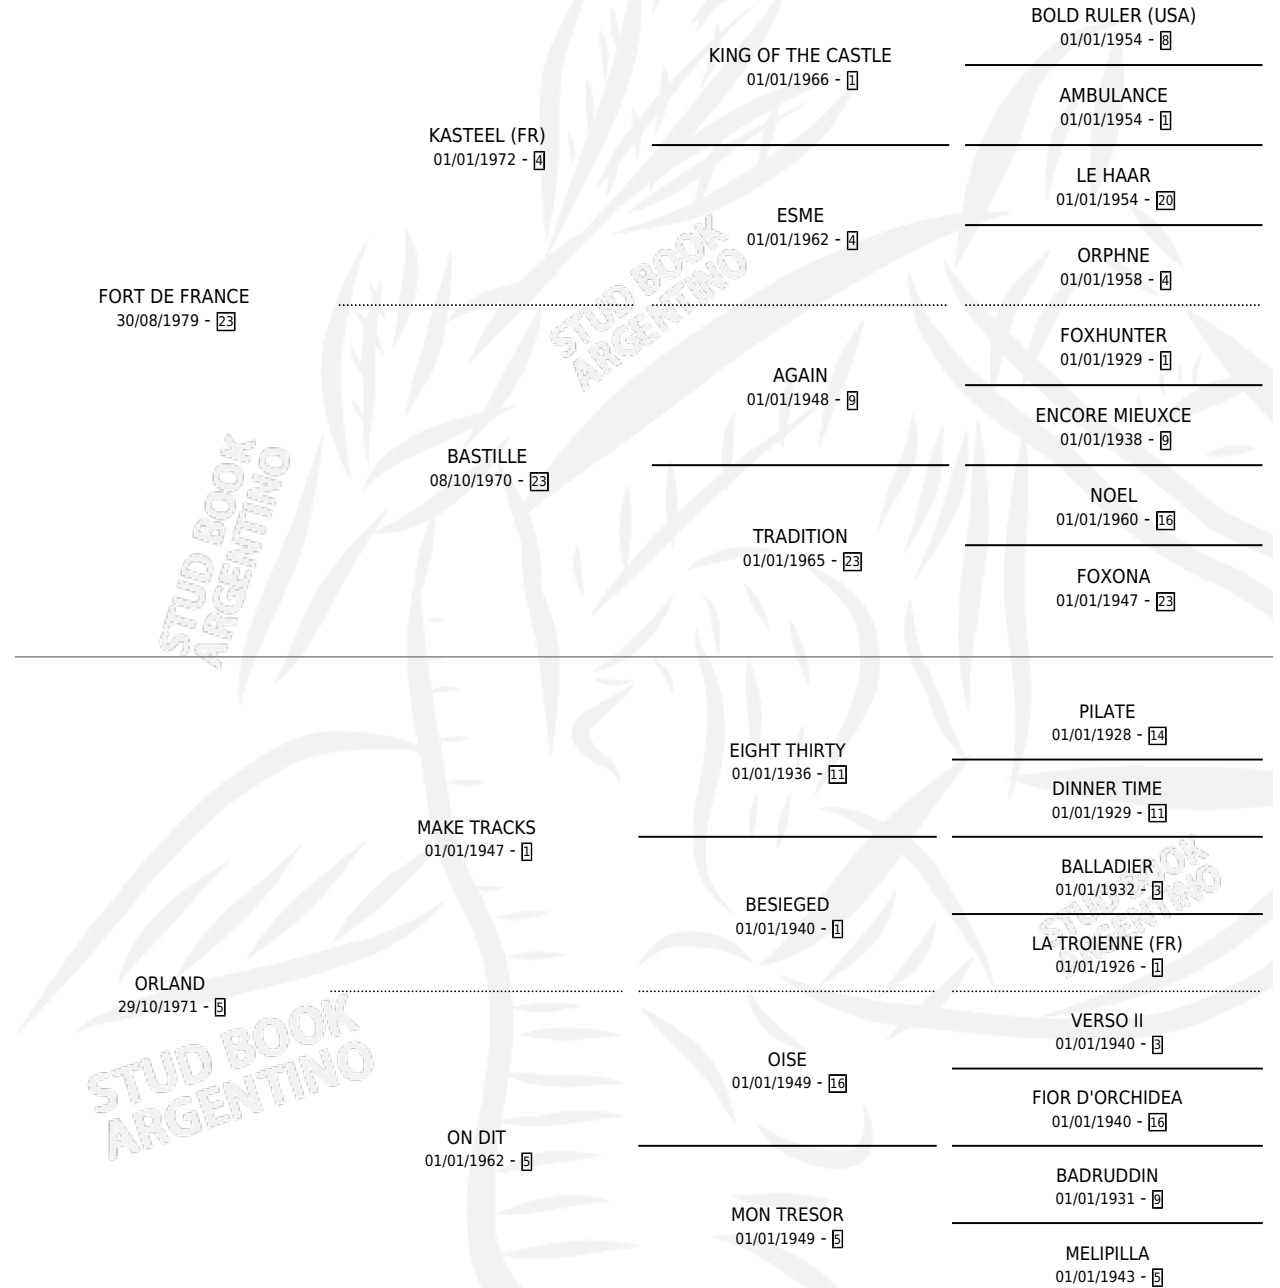 BOLD RULER (USA)
01/01/1954 - 8
KING OF THE CASTLE
01/01/1966 - 1
AMBULANCE
01/01/1954 - 1
KASTEEL (FR)
01/01/1972 - 4
LE HAAR
01/01/1954 - 20
ESME
01/01/1962 - 4
ORPHNE
01/01/1958 - 4
FORT DE FRANCE
30/08/1979 - 23
FOXHUNTER
01/01/1929 - 1
AGAIN
01/01/1948 - 9
ENCORE MIEUXCE
01/01/1938 - 9
BASTILLE
08/10/1970 - 23
NOEL
01/01/1960 - 16
TRADITION
01/01/1965 - 23
FOXONA
01/01/1947 - 23
PILATE
01/01/1928 - 14
EIGHT THIRTY
01/01/1936 - 11
DINNER TIME
01/01/1929 - 11
MAKE TRACKS
01/01/1947 - 1
BALLADIER
01/01/1932 - 3
BESIEGED
01/01/1940 - 1
LA TROIENNE (FR)
01/01/1926 - 1
ORLAND
29/10/1971 - 5
VERSO II
01/01/1940 - 3
OISE
01/01/1949 - 16
FIOR D'ORCHIDEA
01/01/1940 - 16
ON DIT
01/01/1962 - 5
BADRUDDIN
01/01/1931 - 9
MON TRESOR
01/01/1949 - 5
MELIPILLA
01/01/1943 - 5
STUD BOOK
ARGENTINO
STUD BOOK
ARGENTINO
STUD BOOK
ARGENTINO
STUD BOOK
ARGENTINO